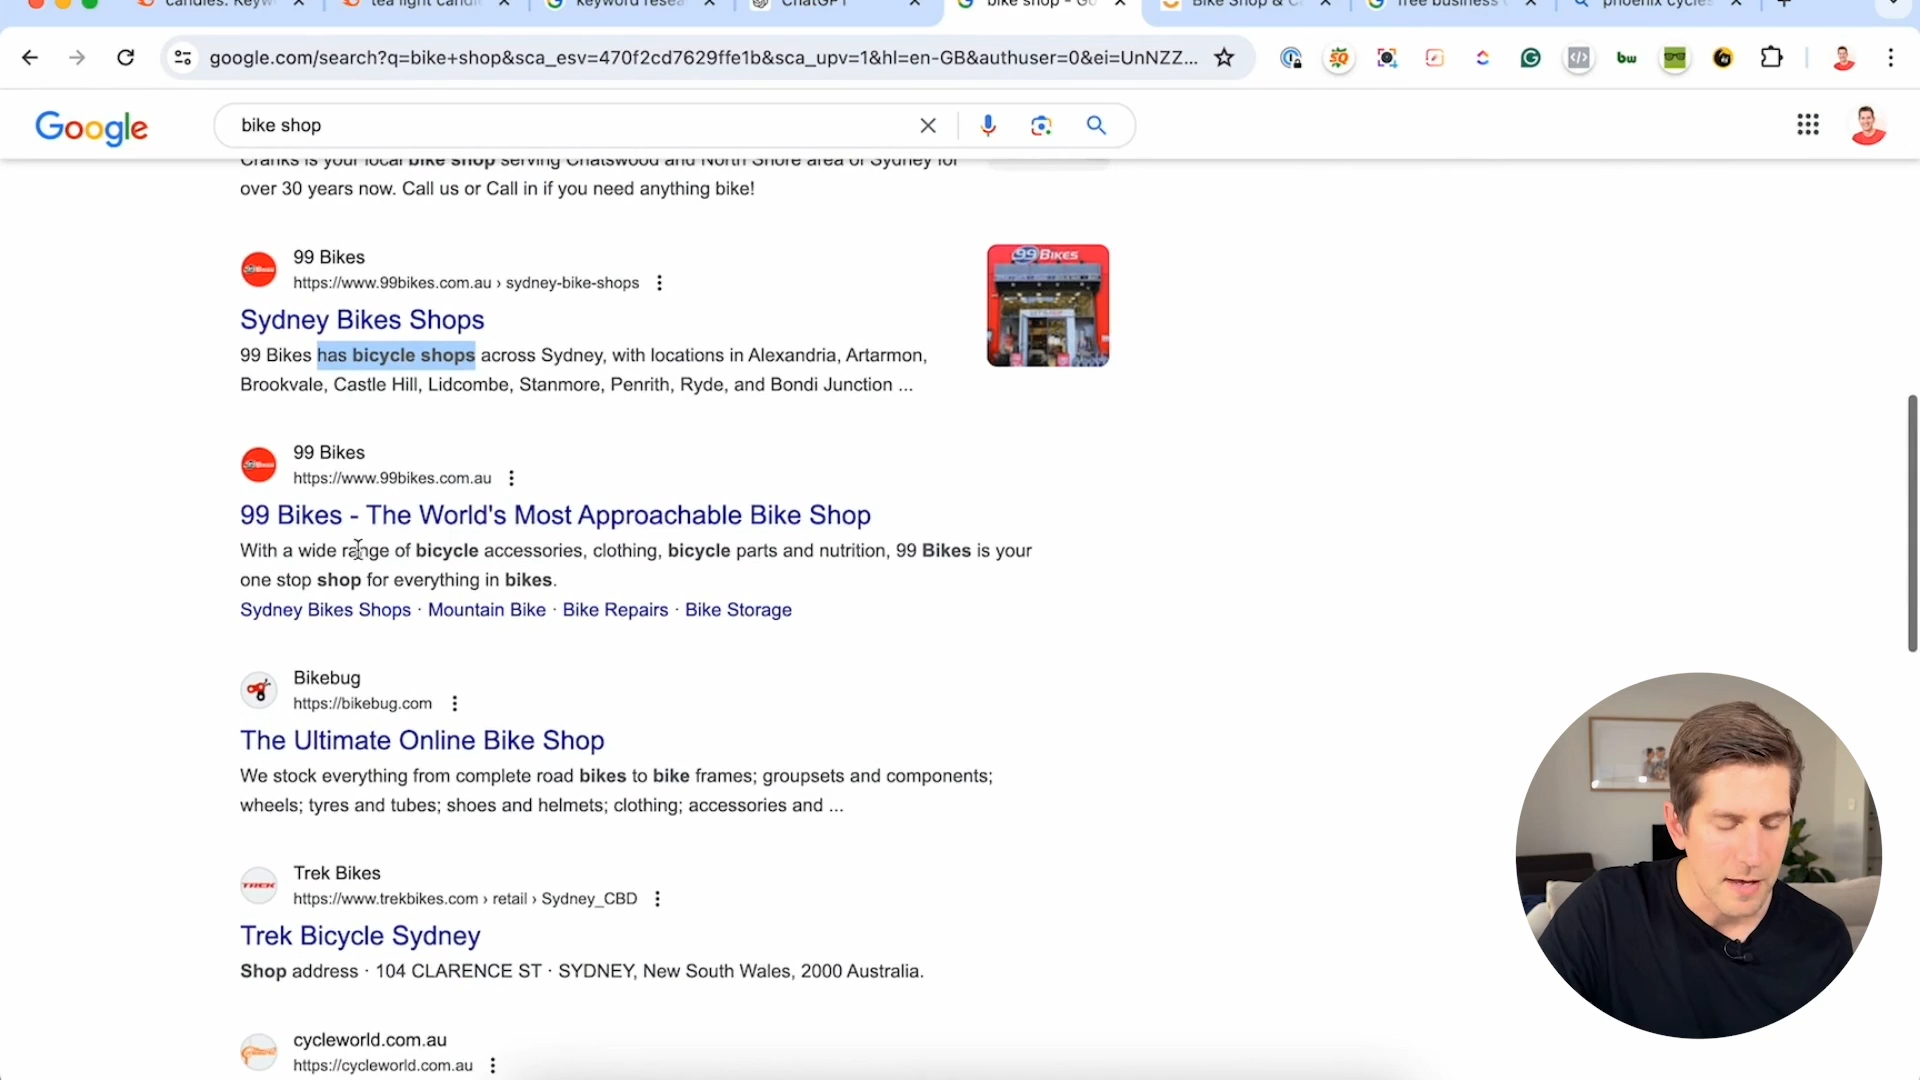 candles: Keyw
tea light candl
keyword resea
ChatGPT
bike shop - Go
Bike Shop & C
free business
phoenix cycles
google.com/search?q=bike+shop&sca_esv=470f2cd7629ffe1b&sca_upv=1&hl=en-GB&authuser=0&ei=UnNZZ...
Google
bike shop
Cranks is your local bike shop serving Chatswood and North Shore area of Sydney for
over 30 years now. Call us or Call in if you need anything bike!
99 Bikes
https://www.99bikes.com.au › sydney-bike-shops
Sydney Bikes Shops
99 Bikes has bicycle shops across Sydney, with locations in Alexandria, Artarmon,
Brookvale, Castle Hill, Lidcombe, Stanmore, Penrith, Ryde, and Bondi Junction ...
99 BIKES
99 Bikes
https://www.99bikes.com.au
99 Bikes - The World's Most Approachable Bike Shop
With a wide range of bicycle accessories, clothing, bicycle parts and nutrition, 99 Bikes is your
one stop shop for everything in bikes.
Sydney Bikes Shops · Mountain Bike · Bike Repairs · Bike Storage
Bikebug
https://bikebug.com
The Ultimate Online Bike Shop
We stock everything from complete road bikes to bike frames; groupsets and components;
wheels; tyres and tubes; shoes and helmets; clothing; accessories and ...
Trek Bikes
https://www.trekbikes.com › retail › Sydney_CBD
TREK
Trek Bicycle Sydney
Shop address · 104 CLARENCE ST · SYDNEY, New South Wales, 2000 Australia.
cycleworld.com.au
https://cycleworld.com.au